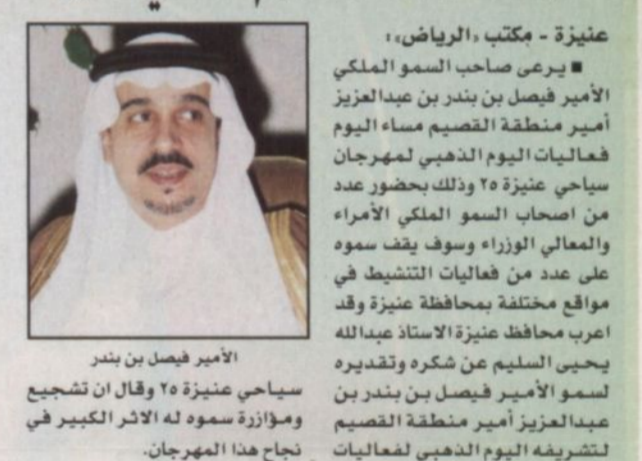 عنيزة - مكتب «الرياض»:
■ يرعى صاحب السمو الملكي
الأمير فيصل بن بندر بن عبدالعزيز
أمير منطقة القصيم مساء اليوم
فعاليات اليوم الذهبي لمهرجان
سياحي عنيزة ٢٥ وذلك بحضور عدد
من اصحاب السمو الملكي الأمراء
والمعالي الوزراء وسوف يقف سموه
على عدد من فعاليات التنشيط في
مواقع مختلفة بمحافظة عنيزة وقد
اعرب محافظ عنيزة الاستاذ عبدالله
يحيى السليم عن شكره وتقديره
لسمو الأمير فيصل بن بندر بن
عبدالعزيز أمير منطقة القصيم
لتشريفه اليوم الذهبي لفعاليات
الأمير فيصل بن بندر
سياحي عنيزة ٢٥ وقال ان تشجيع
ومؤازرة سموه له الاثر الكبير في
نجاح هذا المهرجان.